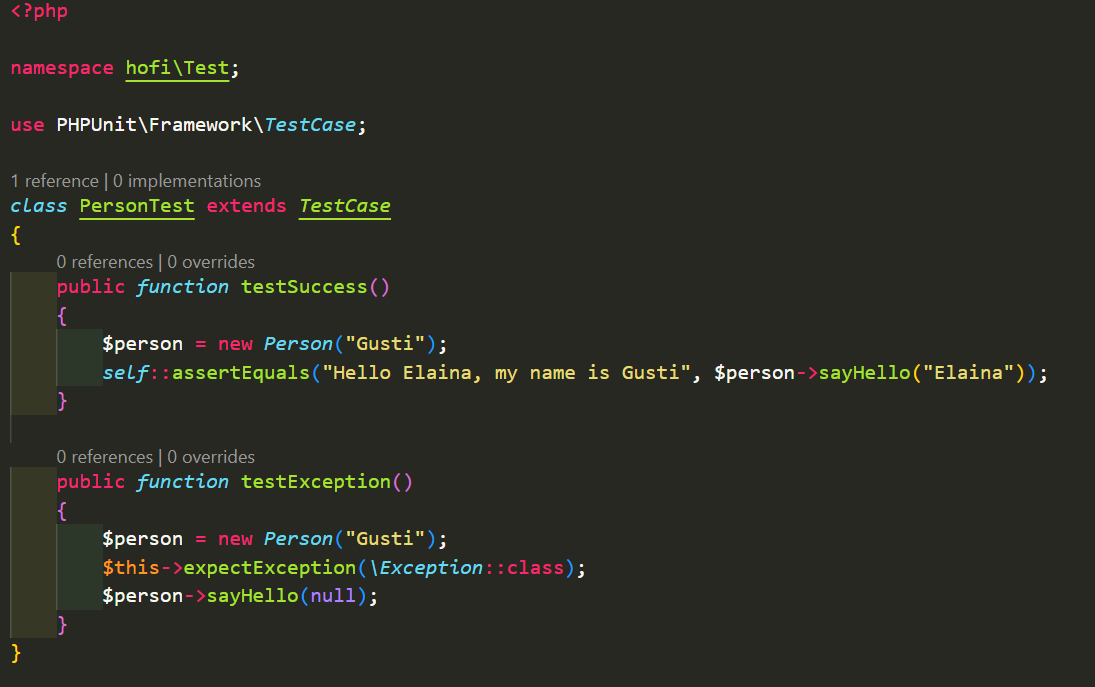 <?php
namespace hofi\Test;
use PHPUnit\Framework\TestCase;
1 reference | 0 implementations
class PersonTest extends TestCase
{
0 references | 0 overrides
public function testSuccess()
{
$person = new Person("Gusti");
self::assertEquals("Hello Elaina, my name is Gusti", $person->sayHello("Elaina"));
}
0 references | 0 overrides
public function testException()
{
$person = new Person("Gusti");
$this->expectException(\Exception::class);
$person->sayHello(null);
}
}